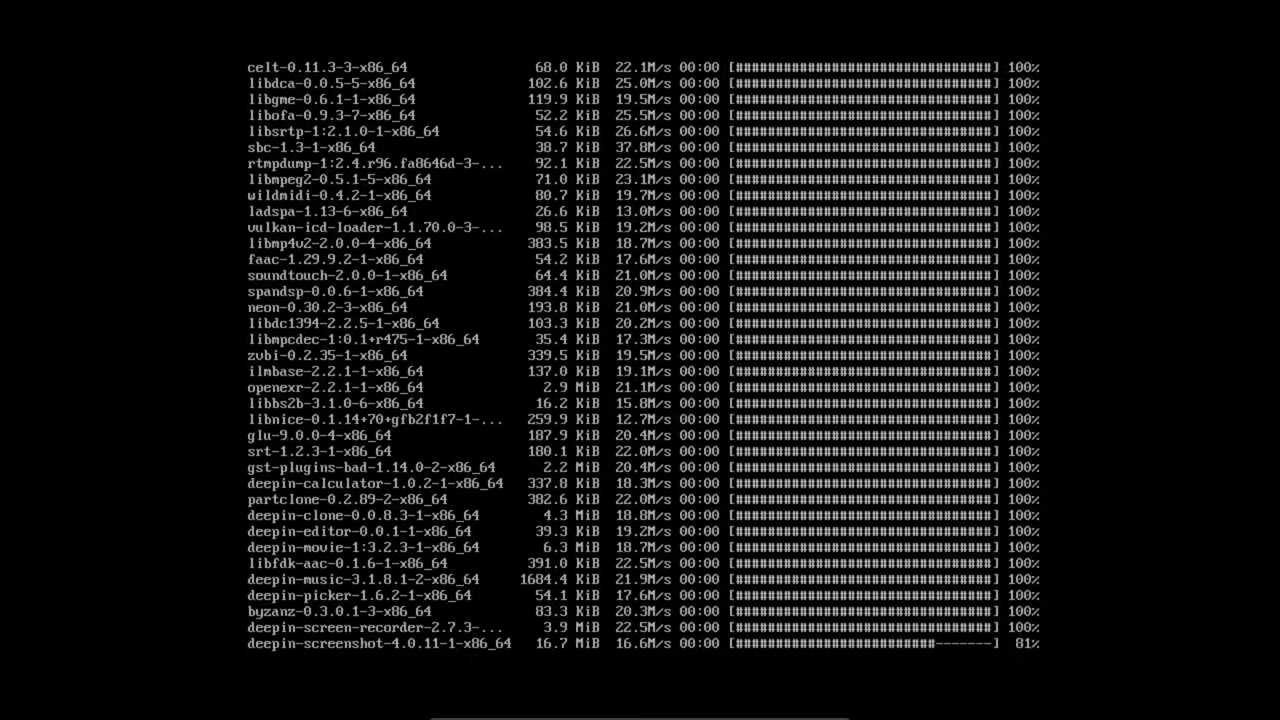 celt-0.11.3-3-x86_64 68.0 KiB 22.1M/s 00:00 [################################] 100%
libdca-0.0.5-5-x86_64 102.6 KiB 25.0M/s 00:00 [################################] 100%
libgme-0.6.1-1-x86_64 119.9 KiB 19.5M/s 00:00 [################################] 100%
libofa-0.9.3-7-x86_64 52.2 KiB 25.5M/s 00:00 [################################] 100%
libsrtp-1:2.1.0-1-x86_64 54.6 KiB 26.6M/s 00:00 [################################] 100%
sbc-1.3-1-x86_64 38.7 KiB 37.8M/s 00:00 [################################] 100%
rtmpdump-1:2.4.r96.fa8646d-3-... 92.1 KiB 22.5M/s 00:00 [################################] 100%
libmpeg2-0.5.1-5-x86_64 71.0 KiB 23.1M/s 00:00 [################################] 100%
wildmidi-0.4.2-1-x86_64 80.7 KiB 19.7M/s 00:00 [################################] 100%
ladspa-1.13-6-x86_64 26.6 KiB 13.0M/s 00:00 [################################] 100%
vulkan-icd-loader-1.1.70.0-3-... 98.5 KiB 19.2M/s 00:00 [################################] 100%
libmp4v2-2.0.0-4-x86_64 383.5 KiB 18.7M/s 00:00 [################################] 100%
faac-1.29.9.2-1-x86_64 54.2 KiB 17.6M/s 00:00 [################################] 100%
soundtouch-2.0.0-1-x86_64 64.4 KiB 21.0M/s 00:00 [################################] 100%
spandsp-0.0.6-1-x86_64 384.4 KiB 20.9M/s 00:00 [################################] 100%
neon-0.30.2-3-x86_64 193.8 KiB 21.0M/s 00:00 [################################] 100%
libdc1394-2.2.5-1-x86_64 103.3 KiB 20.2M/s 00:00 [################################] 100%
libmpcdec-1:0.1+r475-1-x86_64 35.4 KiB 17.3M/s 00:00 [################################] 100%
zvbi-0.2.35-1-x86_64 339.5 KiB 19.5M/s 00:00 [################################] 100%
ilmbase-2.2.1-1-x86_64 137.0 KiB 19.1M/s 00:00 [################################] 100%
openexr-2.2.1-1-x86_64 2.9 MiB 21.1M/s 00:00 [################################] 100%
libbs2b-3.1.0-6-x86_64 16.2 KiB 15.8M/s 00:00 [################################] 100%
libnice-0.1.14+70+gfb2f1f7-1-... 259.9 KiB 12.7M/s 00:00 [################################] 100%
glu-9.0.0-4-x86_64 187.9 KiB 20.4M/s 00:00 [################################] 100%
srt-1.2.3-1-x86_64 180.1 KiB 22.0M/s 00:00 [################################] 100%
gst-plugins-bad-1.14.0-2-x86_64 2.2 MiB 20.4M/s 00:00 [################################] 100%
deepin-calculator-1.0.2-1-x86_64 337.8 KiB 18.3M/s 00:00 [################################] 100%
partclone-0.2.89-2-x86_64 382.6 KiB 22.0M/s 00:00 [################################] 100%
deepin-clone-0.0.8.3-1-x86_64 4.3 MiB 18.8M/s 00:00 [################################] 100%
deepin-editor-0.0.1-1-x86_64 39.3 KiB 19.2M/s 00:00 [################################] 100%
deepin-movie-1:3.2.3-1-x86_64 6.3 MiB 18.7M/s 00:00 [################################] 100%
libfdk-aac-0.1.6-1-x86_64 391.0 KiB 22.5M/s 00:00 [################################] 100%
deepin-music-3.1.8.1-2-x86_64 1684.4 KiB 21.9M/s 00:00 [################################] 100%
deepin-picker-1.6.2-1-x86_64 54.1 KiB 17.6M/s 00:00 [################################] 100%
byzanz-0.3.0.1-3-x86_64 83.3 KiB 20.3M/s 00:00 [################################] 100%
deepin-screen-recorder-2.7.3-... 3.9 MiB 22.5M/s 00:00 [################################] 100%
deepin-screenshot-4.0.11-1-x86_64 16.7 MiB 16.6M/s 00:00 [#########################-------] 81%